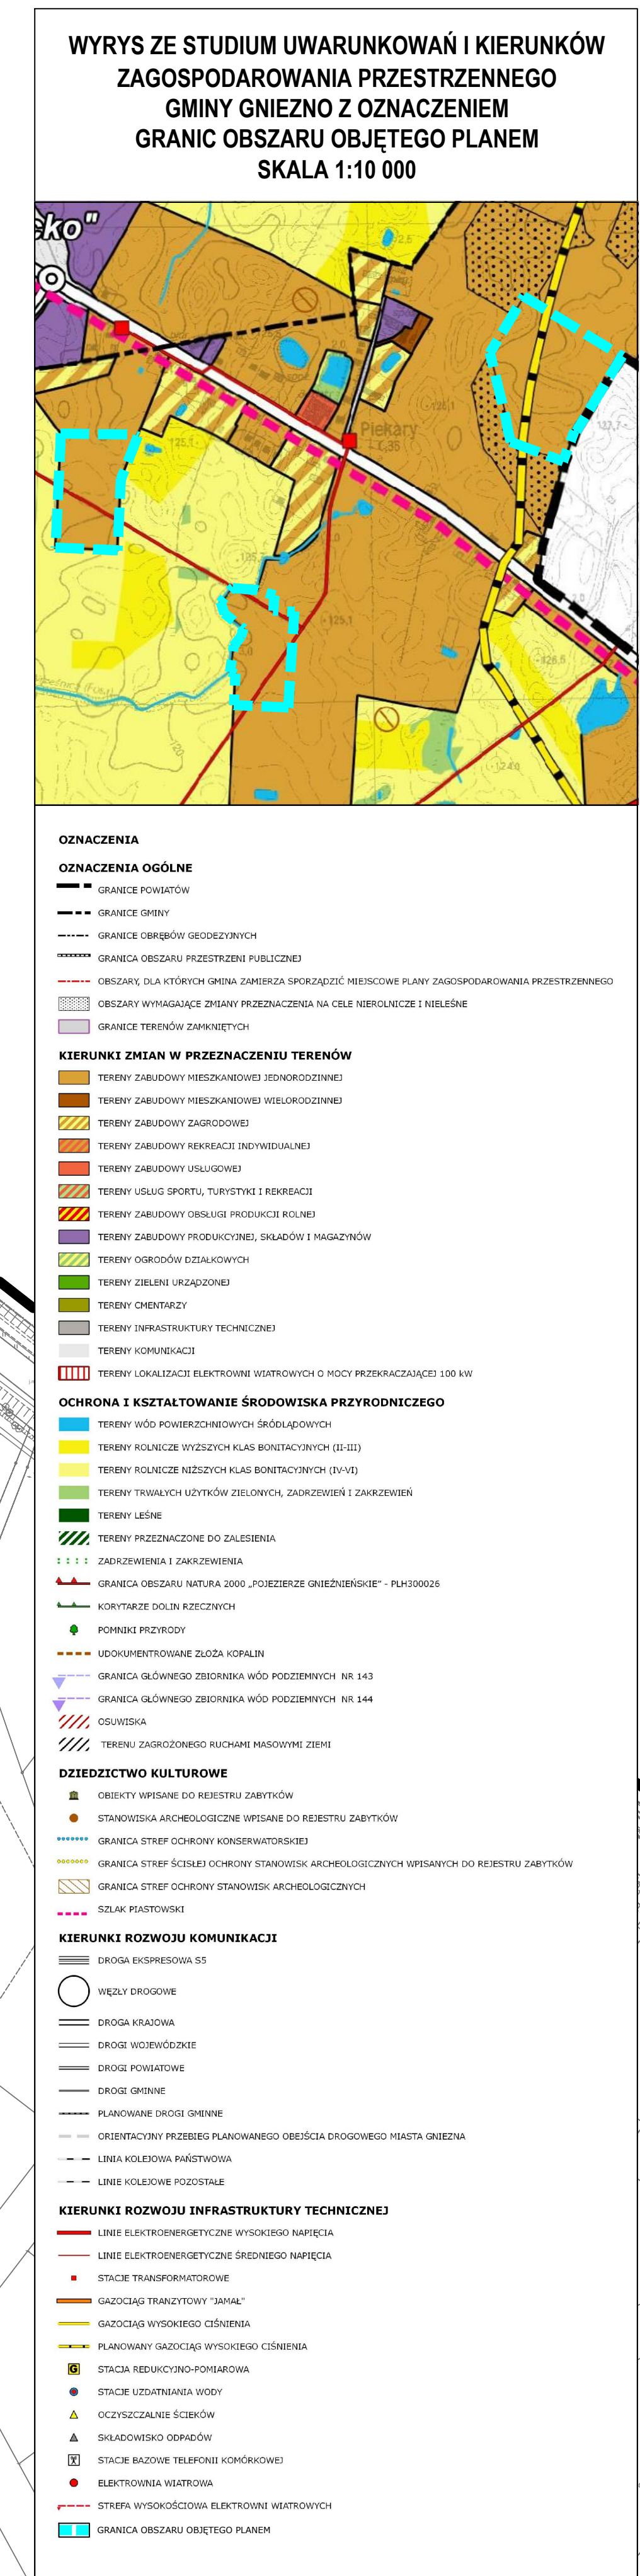 WYRYS ZE STUDIUM UWARUNKOWAŃ I KIERUNKÓW
ZAGOSPODAROWANIA PRZESTRZENNEGO
GMINY GNIEZNO Z OZNACZENIEM
GRANIC OBSZARU OBJĘTEGO PLANEM
SKALA 1:10 000
sko"
Piekary
OZNACZENIA
OZNACZENIA OGÓLNE
GRANICE POWIATÓW
GRANICE GMINY
GRANICE OBRĘBÓW GEODEZYJNYCH
GRANICA OBSZARU PRZESTRZENI PUBLICZNEJ
OBSZARY, DLA KTÓRYCH GMINA ZAMIERZA SPORZĄDZIĆ MIEJSCOWE PLANY ZAGOSPODAROWANIA PRZESTRZENNEGO
OBSZARY WYMAGAJĄCE ZMIANY PRZEZNACZENIA NA CELE NIEROLNICZE I NIELEŚNE
GRANICE TERENÓW ZAMKNIĘTYCH
KIERUNKI ZMIAN W PRZEZNACZENIU TERENÓW
TERENY ZABUDOWY MIESZKANIOWEJ JEDNORODZINNEJ
TERENY ZABUDOWY MIESZKANIOWEJ WIELORODZINNEJ
TERENY ZABUDOWY ZAGRODOWEJ
TERENY ZABUDOWY REKREACJI INDYWIDUALNEJ
TERENY ZABUDOWY USŁUGOWEJ
TERENY USŁUG SPORTU, TURYSTYKI I REKREACJI
TERENY ZABUDOWY OBSŁUGI PRODUKCJI ROLNEJ
TERENY ZABUDOWY PRODUKCYJNEJ, SKŁADÓW I MAGAZYNÓW
TERENY OGRODÓW DZIAŁKOWYCH
TERENY ZIELENI URZĄDZONEJ
TERENY CMENTARZY
TERENY INFRASTRUKTURY TECHNICZNEJ
TERENY KOMUNIKACJI
TERENY LOKALIZACJI ELEKTROWNI WIATROWYCH O MOCY PRZEKRACZAJĄCEJ 100 kW
OCHRONA I KSZTAŁTOWANIE ŚRODOWISKA PRZYRODNICZEGO
TERENY WÓD POWIERZCHNIOWYCH ŚRÓDLĄDOWYCH
TERENY ROLNICZE WYŻSZYCH KLAS BONITACYJNYCH (II-III)
TERENY ROLNICZE NIŻSZYCH KLAS BONITACYJNYCH (IV-VI)
TERENY TRWAŁYCH UŻYTKÓW ZIELONYCH, ZADRZEWIEŃ I ZAKRZEWIEŃ
TERENY LEŚNE
TERENY PRZEZNACZONE DO ZALESIENIA
ZADRZEWIENIA I ZAKRZEWIENIA
GRANICA OBSZARU NATURA 2000 „POJEZIERZE GNIEŹNIEŃSKIE" - PLH300026
KORYTARZE DOLIN RZECZNYCH
POMNIKI PRZYRODY
UDOKUMENTOWANE ZŁOŻA KOPALIN
GRANICA GŁÓWNEGO ZBIORNIKA WÓD PODZIEMNYCH NR 143
GRANICA GŁÓWNEGO ZBIORNIKA WÓD PODZIEMNYCH NR 144
OSUWISKA
TERENU ZAGROŻONEGO RUCHAMI MASOWYMI ZIEMI
DZIEDZICTWO KULTUROWE
OBIEKTY WPISANE DO REJESTRU ZABYTKÓW
STANOWISKA ARCHEOLOGICZNE WPISANE DO REJESTRU ZABYTKÓW
GRANICA STREF OCHRONY KONSERWATORSKIEJ
GRANICA STREF ŚCISŁEJ OCHRONY STANOWISK ARCHEOLOGICZNYCH WPISANYCH DO REJESTRU ZABYTKÓW
GRANICA STREF OCHRONY STANOWISK ARCHEOLOGICZNYCH
SZLAK PIASTOWSKI
KIERUNKI ROZWOJU KOMUNIKACJI
DROGA EKSPRESOWA S5
WĘZŁY DROGOWE
DROGA KRAJOWA
DROGI WOJEWÓDZKIE
DROGI POWIATOWE
DROGI GMINNE
PLANOWANE DROGI GMINNE
ORIENTACYJNY PRZEBIEG PLANOWANEGO OBEJŚCIA DROGOWEGO MIASTA GNIEZNA
LINIA KOLEJOWA PAŃSTWOWA
LINIE KOLEJOWE POZOSTAŁE
KIERUNKI ROZWOJU INFRASTRUKTURY TECHNICZNEJ
LINIE ELEKTROENERGETYCZNE WYSOKIEGO NAPIĘCIA
LINIE ELEKTROENERGETYCZNE ŚREDNIEGO NAPIĘCIA
STACJE TRANSFORMATOROWE
GAZOCIĄG TRANZYTOWY "JAMAŁ"
GAZOCIĄG WYSOKIEGO CIŚNIENIA
PLANOWANY GAZOCIĄG WYSOKIEGO CIŚNIENIA
G STACJA REDUKCYJNO-POMIAROWA
STACJE UZDATNIANIA WODY
OCZYSZCZALNIE ŚCIEKÓW
SKŁADOWISKO ODPADÓW
STACJE BAZOWE TELEFONII KOMÓRKOWEJ
ELEKTROWNIA WIATROWA
STREFA WYSOKOŚCIOWA ELEKTROWNI WIATROWYCH
GRANICA OBSZARU OBJĘTEGO PLANEM